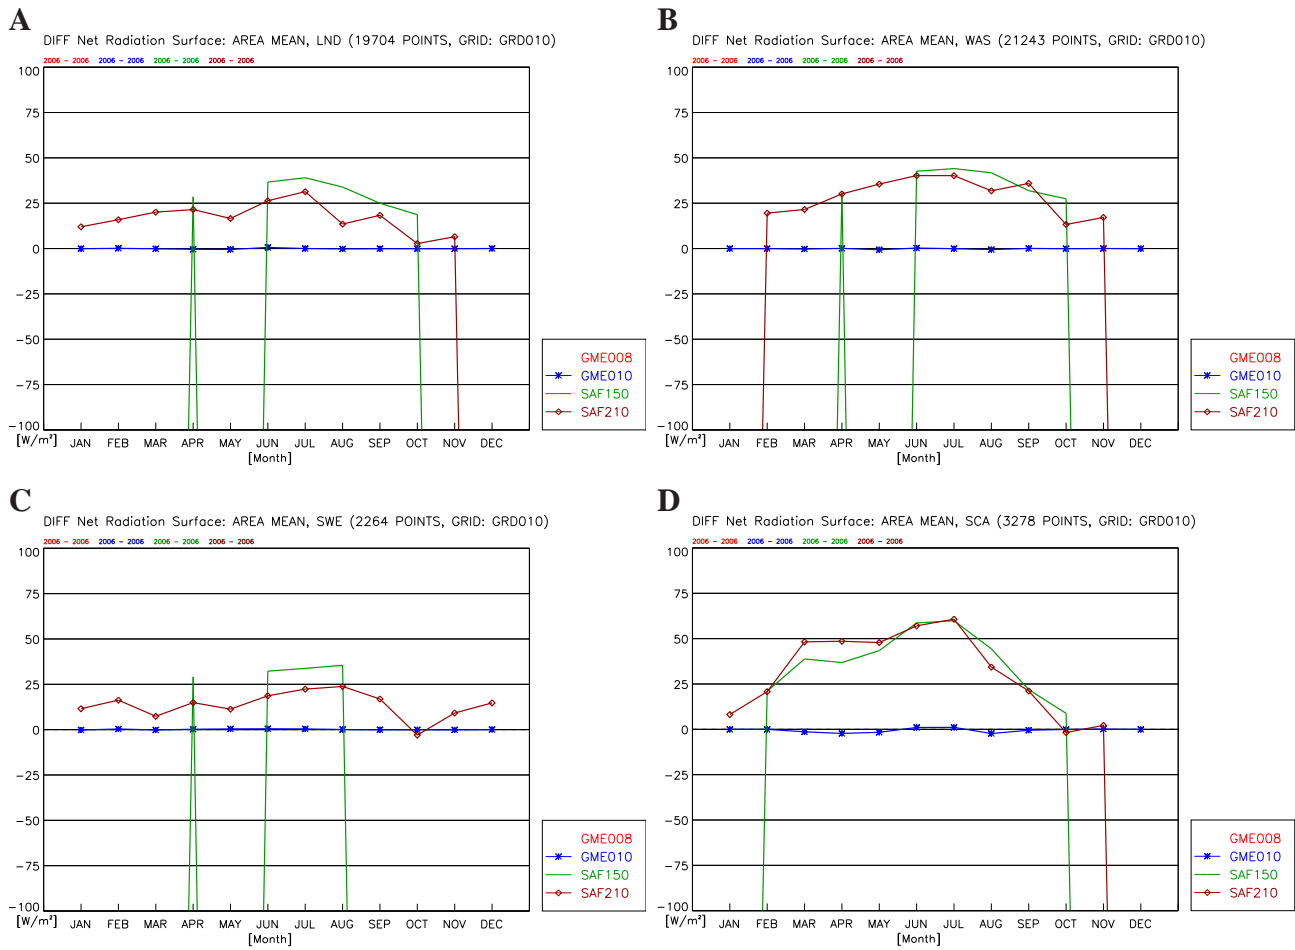 A
DIFF Net Radiation Surface: AREA MEAN, LND (19704 POINTS, GRID: GRD010)
2006 - 2006 2006 - 2006 2006 - 2006 2006 - 2006
100
75
50
25
0
-25
-50
-75
-100
[W/m²] JAN FEB MAR APR MAY JUN JUL AUG SEP OCT NOV DEC
[Month]
GME008
GME010
SAF150
SAF210
B
DIFF Net Radiation Surface: AREA MEAN, WAS (21243 POINTS, GRID: GRD010)
2006 - 2006 2006 - 2006 2006 - 2006 2006 - 2006
100
75
50
25
0
-25
-50
-75
-100
[W/m²] JAN FEB MAR APR MAY JUN JUL AUG SEP OCT NOV DEC
[Month]
GME008
GME010
SAF150
SAF210
C
DIFF Net Radiation Surface: AREA MEAN, SWE (2264 POINTS, GRID: GRD010)
2006 - 2006 2006 - 2006 2006 - 2006 2006 - 2006
100
75
50
25
0
-25
-50
-75
-100
[W/m²] JAN FEB MAR APR MAY JUN JUL AUG SEP OCT NOV DEC
[Month]
GME008
GME010
SAF150
SAF210
D
DIFF Net Radiation Surface: AREA MEAN, SCA (3278 POINTS, GRID: GRD010)
2006 - 2006 2006 - 2006 2006 - 2006 2006 - 2006
100
75
50
25
0
-25
-50
-75
-100
[W/m²] JAN FEB MAR APR MAY JUN JUL AUG SEP OCT NOV DEC
[Month]
GME008
GME010
SAF150
SAF210